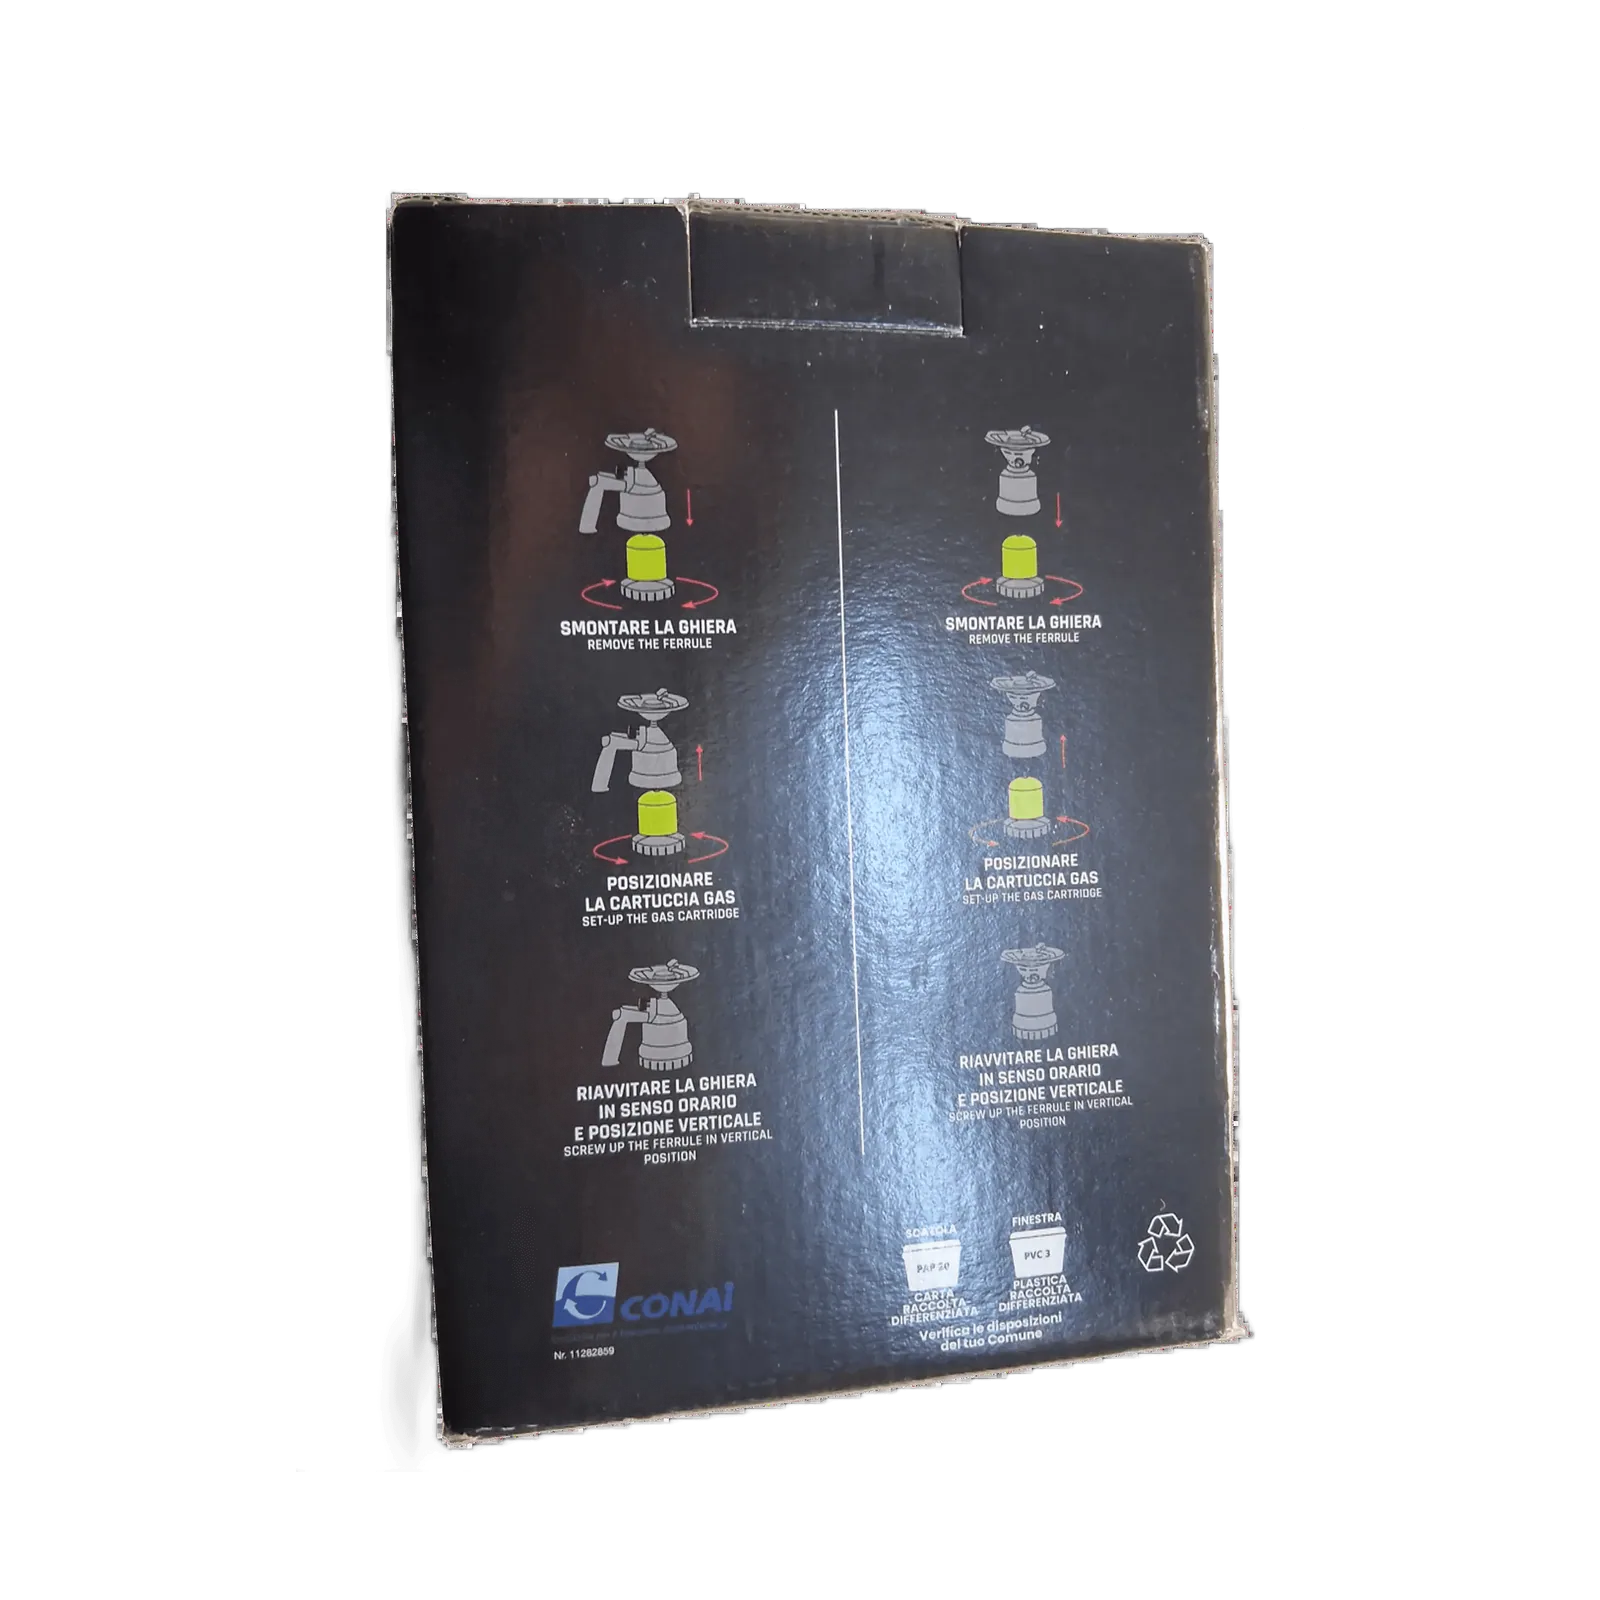 SMONTARE LA GHIERA
REMOVE THE FERRULE
POSIZIONARE
LA CARTUCCIA GAS
SET-UP THE GAS CARTRIDGE
RIAVVITARE LA GHIERA
IN SENSO ORARIO
E POSIZIONE VERTICALE
SCREW UP THE FERRULE IN VERTICAL
POSITION
SMONTARE LA GHIERA
REMOVE THE FERRULE
POSIZIONARE
LA CARTUCCIA GAS
SET-UP THE GAS CARTRIDGE
RIAVVITARE LA GHIERA
IN SENSO ORARIO
E POSIZIONE VERTICALE
SCREW UP THE FERRULE IN VERTICAL
POSITION
CONAI
Nr. 11282859
SCATOLA
PAP 20
CARTA
RACCOLTA
DIFFERENZIATA
FINESTRA
PVC 3
PLASTICA
RACCOLTA
DIFFERENZIATA
Verifica le disposizioni
del tuo Comune